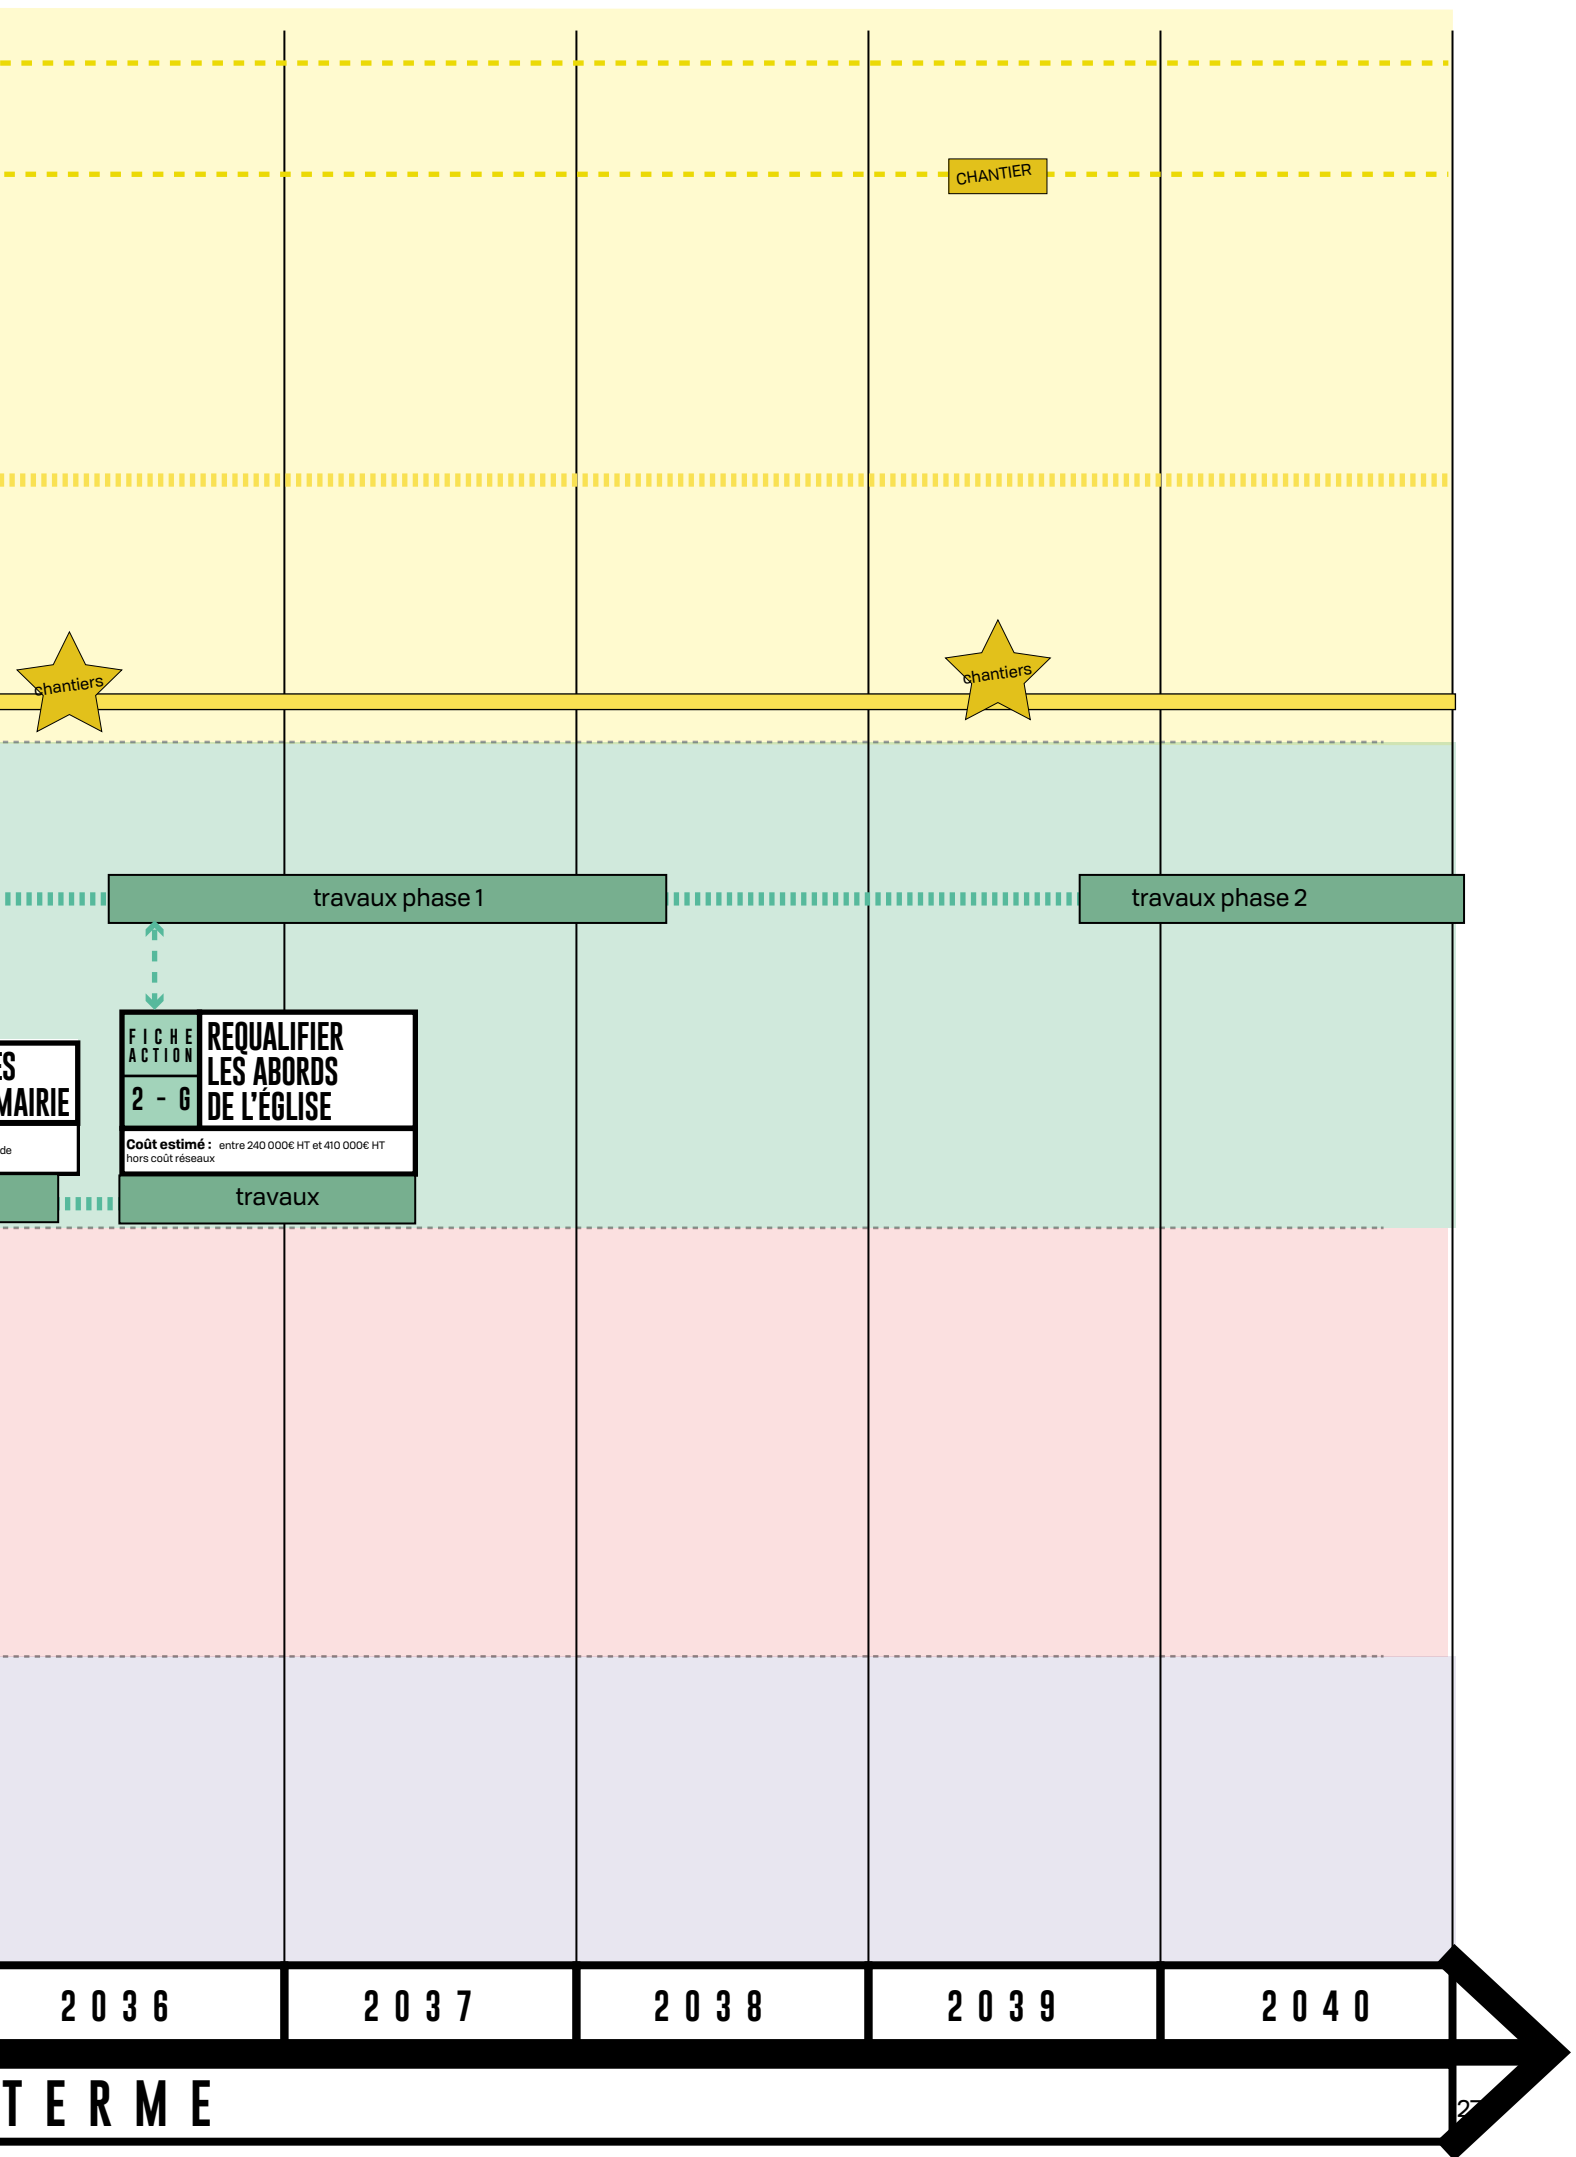 CHANTIER
chantiers
chantiers
travaux phase 1
travaux phase 2
FICHE
ACTION
2 - G
REQUALIFIER
LES ABORDS
DE L'ÉGLISE
Coût estimé : entre 240 000€ HT et 410 000€ HT
hors coût réseaux
travaux
ES
MAIRIE
de
2036
2037
2038
2039
2040
TERME